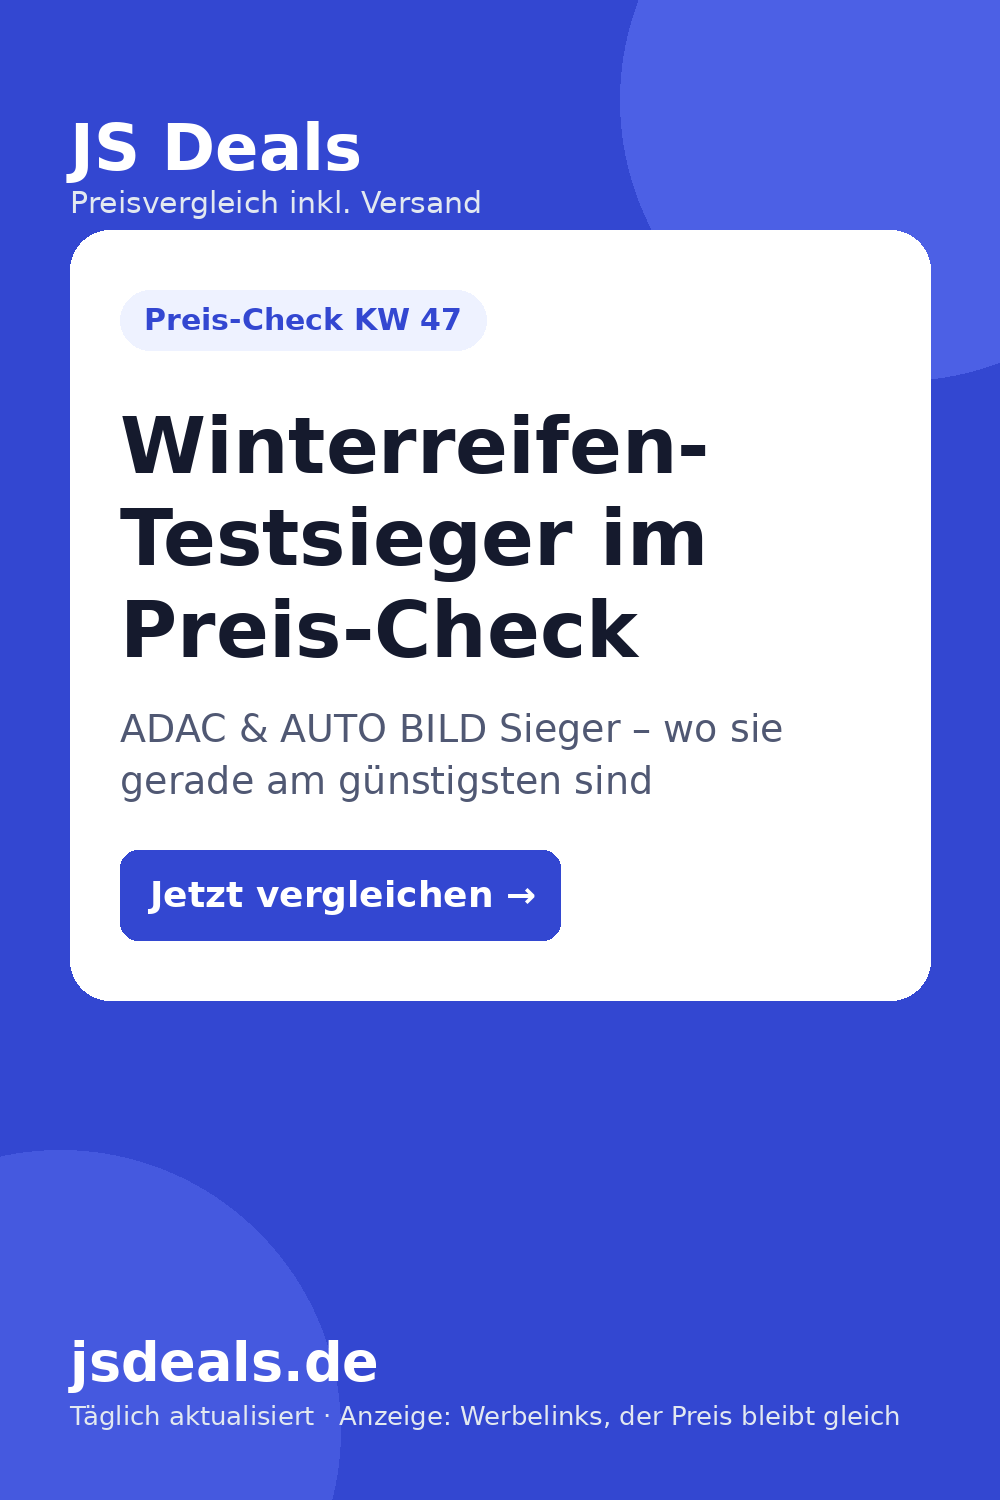 JS Deals
Preisvergleich inkl. Versand
Preis-Check KW 47
Winterreifen-
Testsieger im
Preis-Check
ADAC & AUTO BILD Sieger – wo sie
gerade am günstigsten sind
Jetzt vergleichen →
jsdeals.de
Täglich aktualisiert · Anzeige: Werbelinks, der Preis bleibt gleich